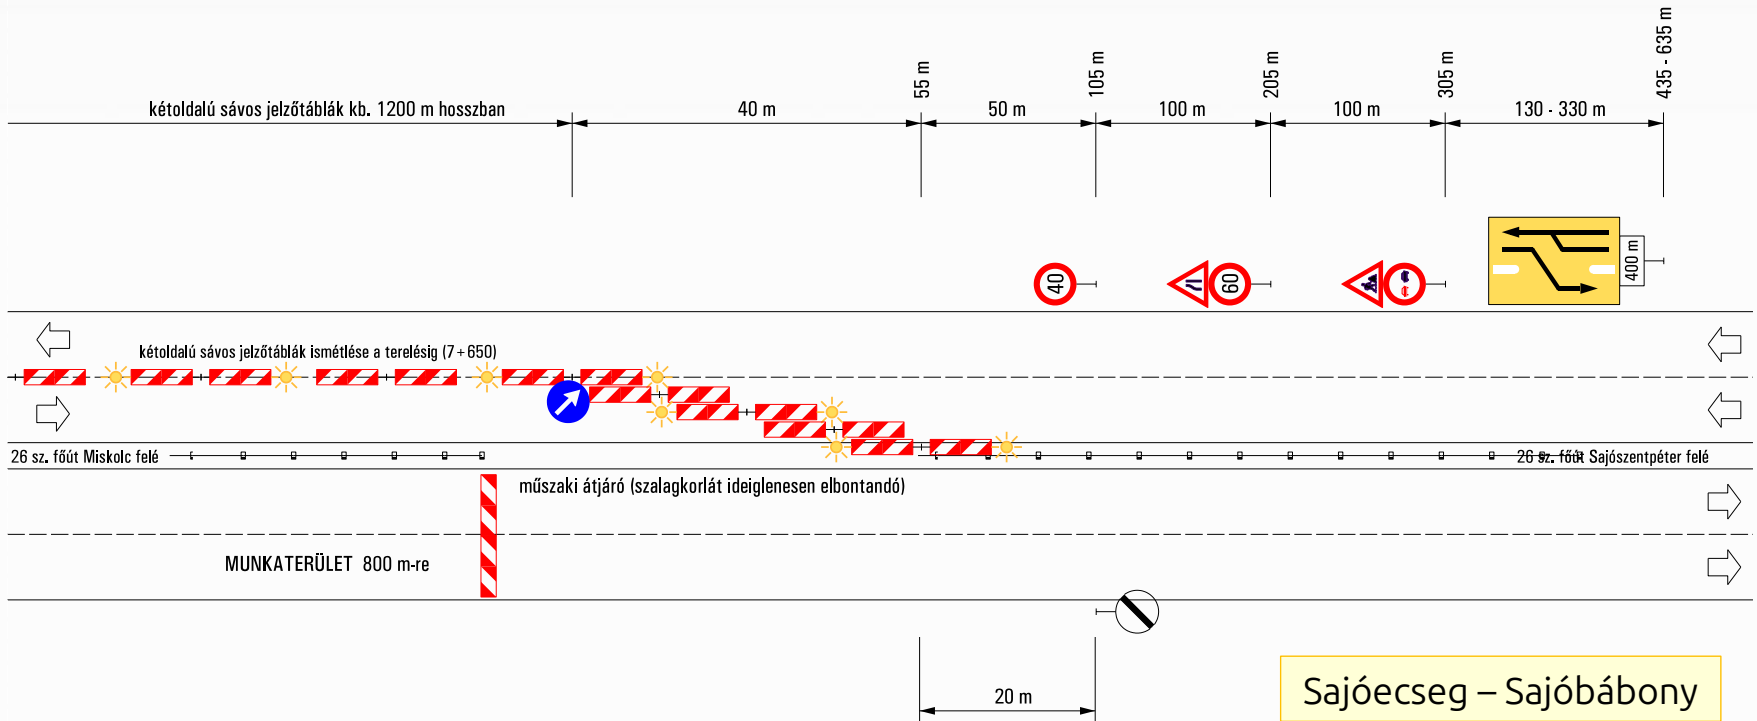 435 - 635 m
55 m
105 m
205 m
305 m
kétoldalú sávos jelzőtáblák kb. 1200 m hosszban
40 m
50 m
100 m
100 m
130 - 330 m
40
60
400 m
kétoldalú sávos jelzőtáblák ismétlése a terelésig (7+650)
26 sz. főút Miskolc felé
26 sz. főút Sajószentpéter felé
műszaki átjáró (szalagkorlát ideiglenesen elbontandó)
MUNKATERÜLET 800 m-re
20 m
Sajóecseg – Sajóbábony